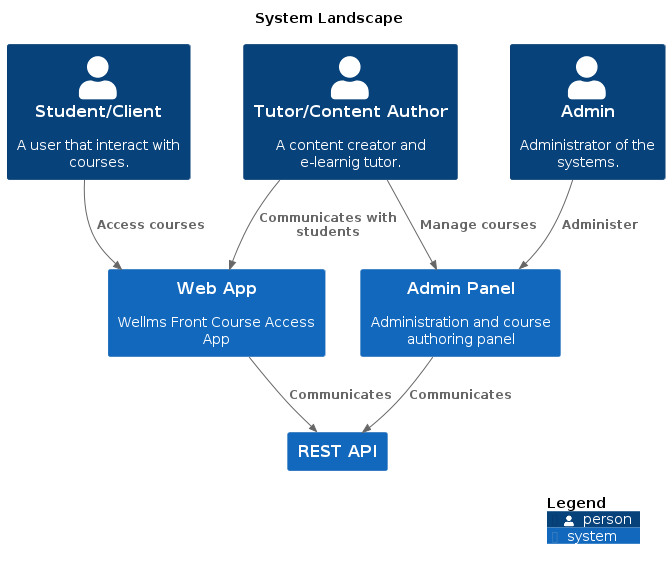 System Landscape
Student/Client
A user that interact with
courses.
Tutor/Content Author
A content creator and
e-learnig tutor.
Admin
Administrator of the
systems.
Access courses
Communicates with
students
Manage courses
Administer
Web App
Wellms Front Course Access
App
Admin Panel
Administration and course
authoring panel
Communicates
Communicates
REST API
Legend
person
system